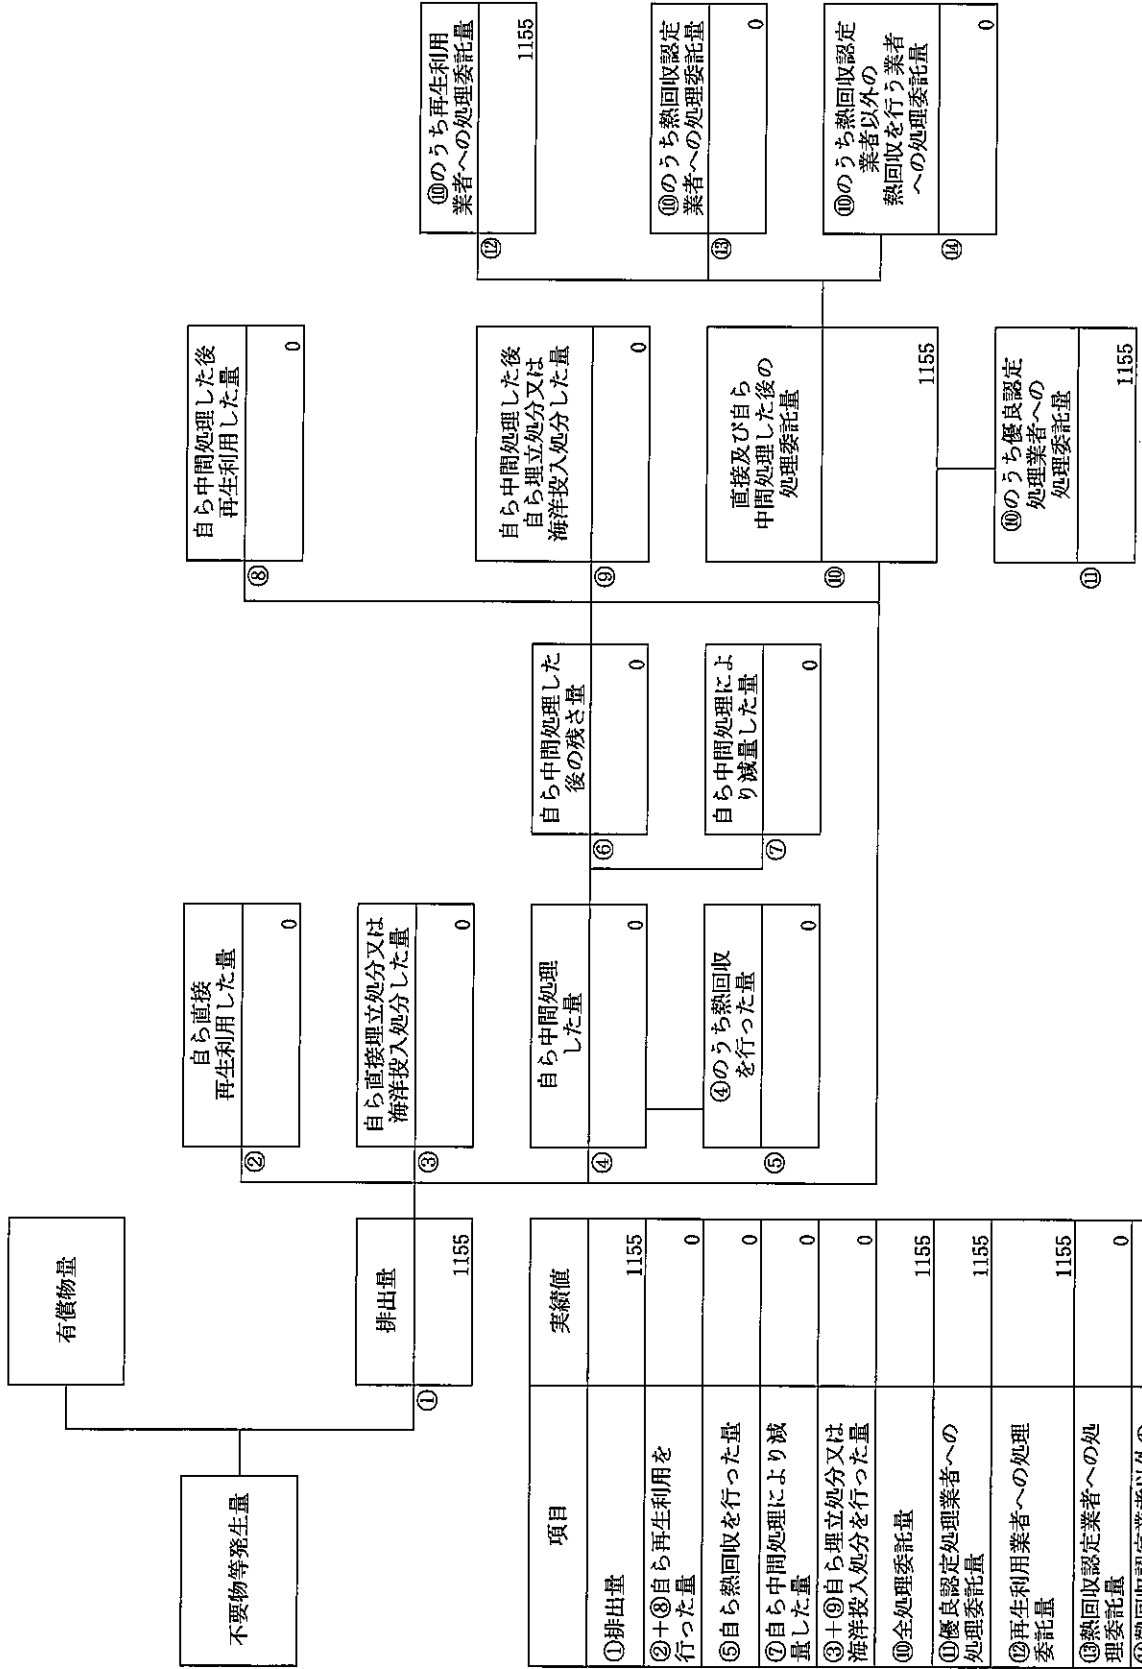 不要物等発生量
有償物量
①
排出量
1155
②
自ら直接
再生利用した量
0
③
自ら直接埋立処分又は
海洋投入処分した量
0
④
自ら中間処理
した量
0
⑤
④のうち熱回収
を行った量
0
⑥
自ら中間処理した
後の残さ量
0
⑦
自ら中間処理によ
り減量した量
0
⑧
自ら中間処理した後
再生利用した量
0
⑨
自ら中間処理した後
自ら埋立処分又は
海洋投入処分した量
0
⑩
直接及び自ら
中間処理した後の
処理委託量
1155
⑪
⑩のうち優良認定
処理業者への
処理委託量
1155
⑫
⑩のうち再生利用
業者への処理委託量
1155
⑬
⑩のうち熱回収認定
業者への処理委託量
0
⑭
⑩のうち熱回収認定
業者以外の
熱回収を行う業者
への処理委託量
0
項目 実績値
①排出量 1155
②+⑧自ら再生利用を
行った量 0
⑤自ら熱回収を行った量 0
⑦自ら中間処理により減
量した量 0
③+⑨自ら埋立処分又は
海洋投入処分を行った量 0
⑩全処理委託量 1155
⑪優良認定処理業者への
処理委託量 1155
⑫再生利用業者への処理
委託量 1155
⑬熱回収認定業者への処
理委託量 0